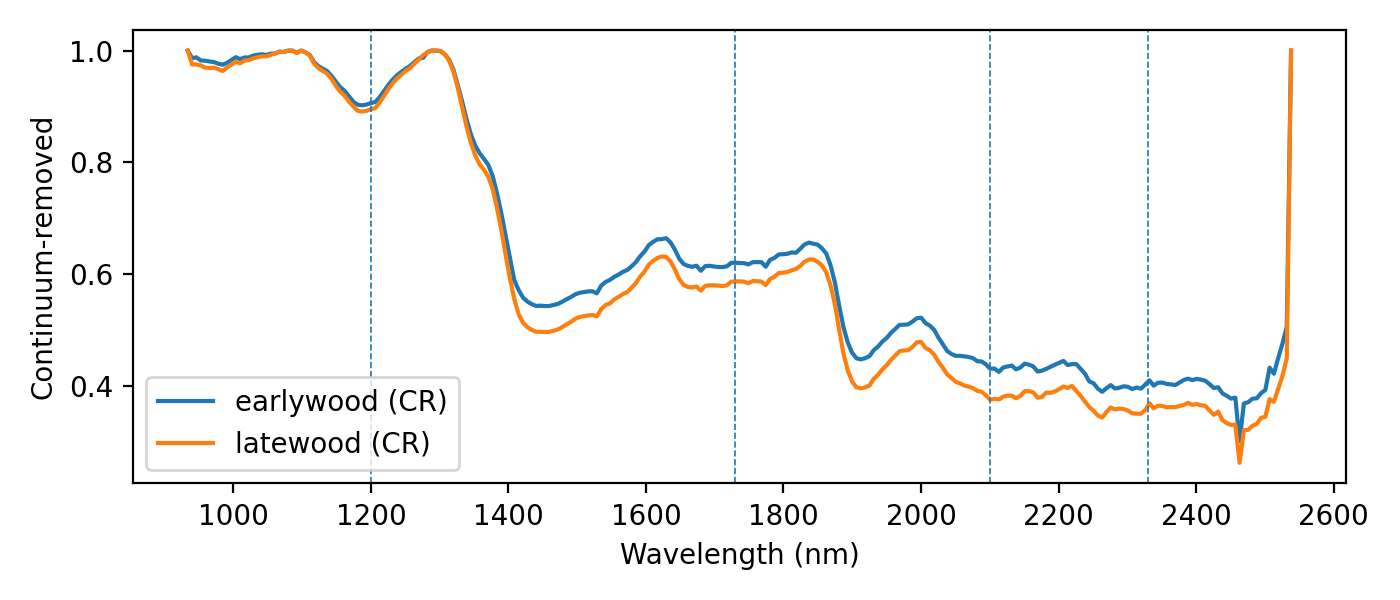 1.0
0.8
0.6
0.4
Continuum-removed
earlywood (CR)
latewood (CR)
1000 1200 1400 1600 1800 2000 2200 2400 2600
Wavelength (nm)